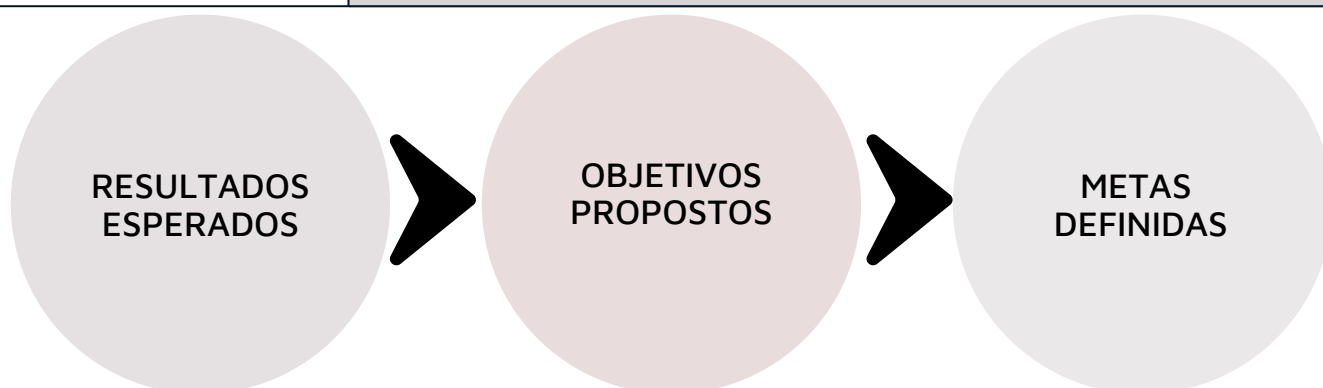 RESULTADOS
ESPERADOS
OBJETIVOS
PROPOSTOS
METAS
DEFINIDAS